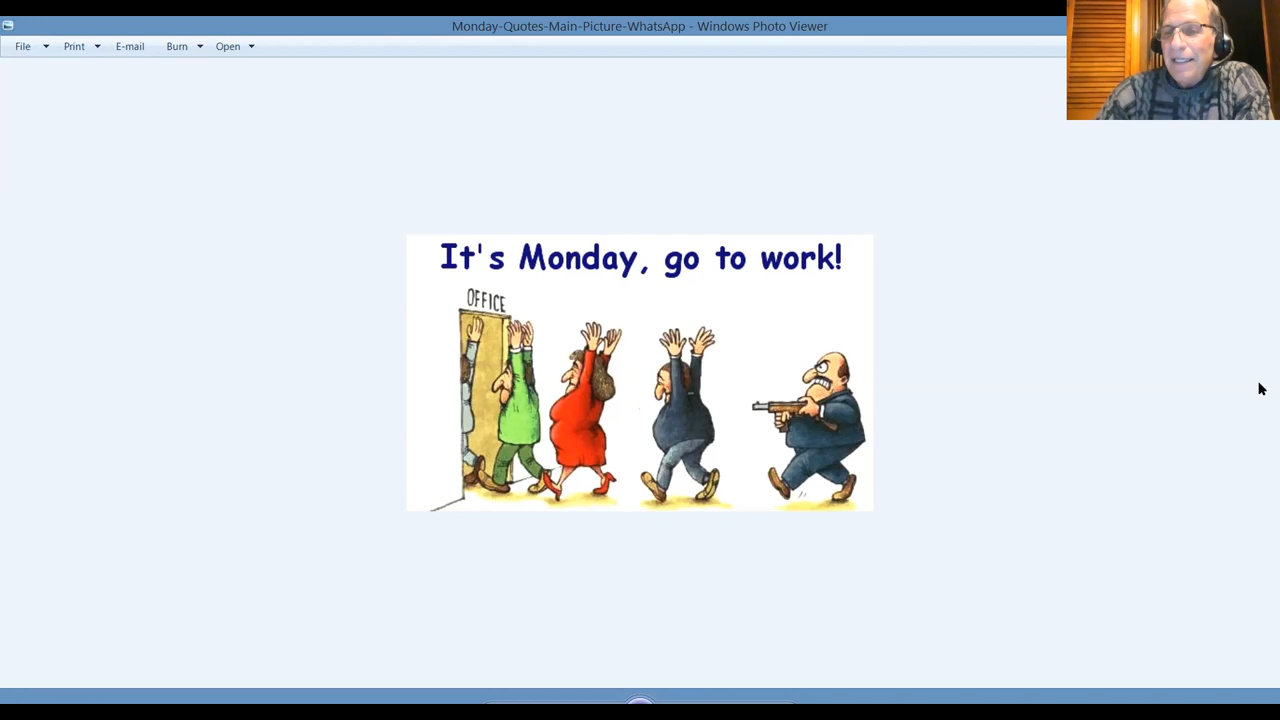 Monday-Quotes-Main-Picture-WhatsApp - Windows Photo Viewer
File Print E-mail Burn Open
It's Monday, go to work!
OFFICE